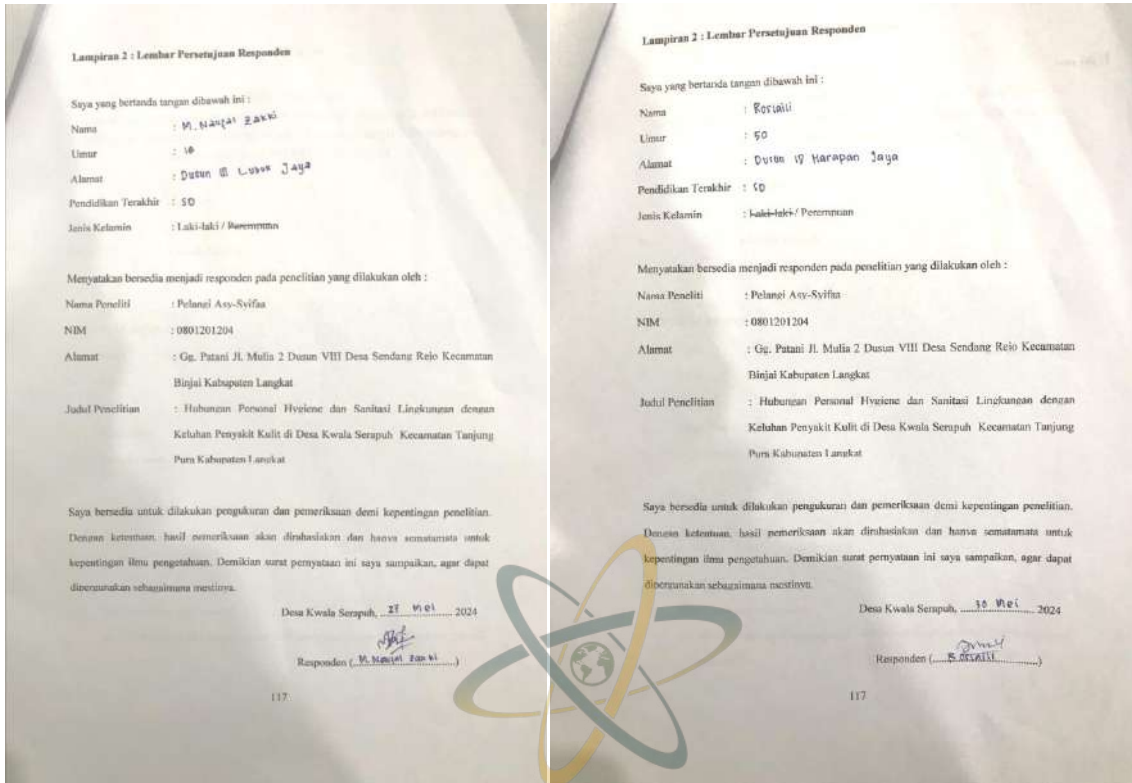 Lampiran 2 : Lembar Persetujuan Responden
Saya yang bertanda tangan dibawah ini :
Nama : M. Zakki
Umur :
Alamat : Dusun Lubuk Jaya
Pendidikan Terakhir : SD
Jenis Kelamin : Laki-laki / Perempuan
Menyatakan bersedia menjadi responden pada penelitian yang dilakukan oleh :
Nama Peneliti : Pelangi Asy-Syifaa
NIM : 0801201204
Alamat : Gg. Patani Jl. Mulia 2 Dusun VIII Desa Sendang Rejo Kecamatan
Binjai Kabupaten Langkat
Judul Penelitian : Hubungan Personal Hygiene dan Sanitasi Lingkungan dengan
Keluhan Penyakit Kulit di Desa Kwala Serapuh Kecamatan Tanjung
Pura Kabupaten Langkat
Saya bersedia untuk dilakukan pengukuran dan pemeriksaan demi kepentingan penelitian.
Dengan ketentuan, hasil pemeriksaan akan dirahasiakan dan hanya sematamata untuk
kepentingan ilmu pengetahuan. Demikian surat pernyataan ini saya sampaikan, agar dapat
dipergunakan sebagaimana mestinya.
Desa Kwala Serapuh, Mei 2024
Responden ( M. )
117
Lampiran 2 : Lembar Persetujuan Responden
Saya yang bertanda tangan dibawah ini :
Nama : Roslaili
Umur : 50
Alamat : Dusun IV Harapan Jaya
Pendidikan Terakhir : SD
Jenis Kelamin : Laki-laki / Perempuan
Menyatakan bersedia menjadi responden pada penelitian yang dilakukan oleh :
Nama Peneliti : Pelangi Asy-Syifaa
NIM : 0801201204
Alamat : Gg. Patani Jl. Mulia 2 Dusun VIII Desa Sendang Rejo Kecamatan
Binjai Kabupaten Langkat
Judul Penelitian : Hubungan Personal Hygiene dan Sanitasi Lingkungan dengan
Keluhan Penyakit Kulit di Desa Kwala Serapuh Kecamatan Tanjung
Pura Kabupaten Langkat
Saya bersedia untuk dilakukan pengukuran dan pemeriksaan demi kepentingan penelitian.
Dengan ketentuan, hasil pemeriksaan akan dirahasiakan dan hanya sematamata untuk
kepentingan ilmu pengetahuan. Demikian surat pernyataan ini saya sampaikan, agar dapat
dipergunakan sebagaimana mestinya.
Desa Kwala Serapuh, 30 Mei 2024
Responden ( )
117